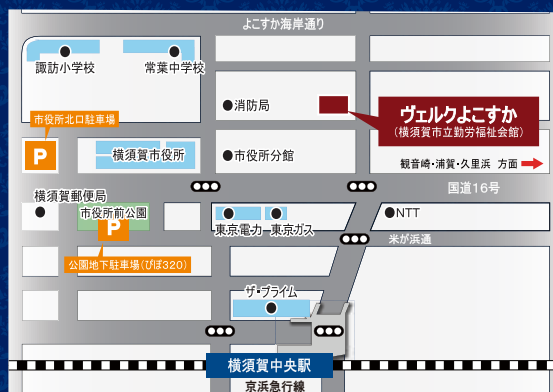 よこすか海岸通り
諏訪小学校
常葉中学校
消防局
ヴェルクよこすか
(横須賀市立勤労福祉会館)
市役所北口駐車場
P
横須賀市役所
市役所分館
観音崎・浦賀・久里浜 方面
国道16号
横須賀郵便局
市役所前公園
P
東京電力
東京ガス
NTT
米が浜通
公園地下駐車場(ぴぽ320)
ザ・プライム
横須賀中央駅
京浜急行線